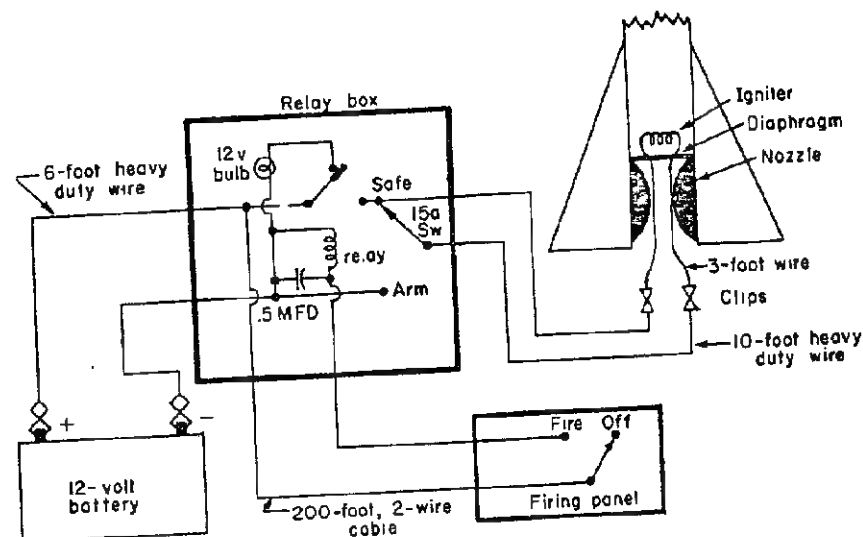 Relay box
12v
bulb
6-foot heavy
duty wire
Safe
15a
Sw
re.ay
Arm
.5 MFD
Igniter
Diaphragm
Nozzle
3-foot wire
Clips
10-foot heavy
duty wire
+
-
12-volt
battery
Fire
Off
Firing panel
200-foot, 2-wire
cable